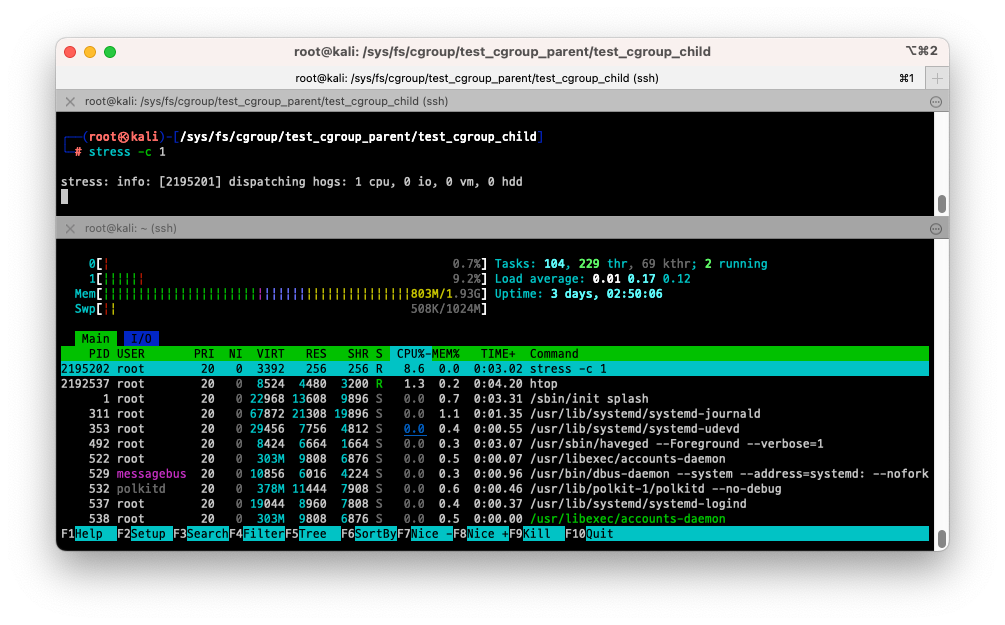 root@kali: /sys/fs/cgroup/test_cgroup_parent/test_cgroup_child ⌥⌘2
root@kali: /sys/fs/cgroup/test_cgroup_parent/test_cgroup_child (ssh) ⌘1 +
root@kali: /sys/fs/cgroup/test_cgroup_parent/test_cgroup_child (ssh)
┌──(root㉿kali)-[/sys/fs/cgroup/test_cgroup_parent/test_cgroup_child]
└─# stress -c 1
stress: info: [2195201] dispatching hogs: 1 cpu, 0 io, 0 vm, 0 hdd
root@kali: ~ (ssh)
0[| 0.7%] Tasks: 104, 229 thr, 69 kthr; 2 running
1[|||||| 9.2%] Load average: 0.01 0.17 0.12
Mem[||||||||||||||||||||||||||||||||||||||||||||803M/1.93G] Uptime: 3 days, 02:50:06
Swp[|| 508K/1024M]
Main I/O
PID USER PRI NI VIRT RES SHR S CPU%-MEM% TIME+ Command
2195202 root 20 0 3392 256 256 R 8.6 0.0 0:03.02 stress -c 1
2192537 root 20 0 8524 4480 3200 R 1.3 0.2 0:04.20 htop
1 root 20 0 22968 13608 9896 S 0.0 0.7 0:03.31 /sbin/init splash
311 root 20 0 67872 21308 19896 S 0.0 1.1 0:01.35 /usr/lib/systemd/systemd-journald
353 root 20 0 29456 7756 4812 S 0.0 0.4 0:00.55 /usr/lib/systemd/systemd-udevd
492 root 20 0 8424 6664 1664 S 0.0 0.3 0:03.07 /usr/sbin/haveged --Foreground --verbose=1
522 root 20 0 303M 9808 6876 S 0.0 0.5 0:00.07 /usr/libexec/accounts-daemon
529 messagebus 20 0 10856 6016 4224 S 0.0 0.3 0:00.96 /usr/bin/dbus-daemon --system --address=systemd: --nofork
532 polkitd 20 0 378M 11444 7908 S 0.0 0.6 0:00.46 /usr/lib/polkit-1/polkitd --no-debug
537 root 20 0 19044 8960 7808 S 0.0 0.4 0:00.37 /usr/lib/systemd/systemd-logind
538 root 20 0 303M 9808 6876 S 0.0 0.5 0:00.00 /usr/libexec/accounts-daemon
F1Help F2Setup F3SearchF4FilterF5Tree F6SortByF7Nice -F8Nice +F9Kill F10Quit